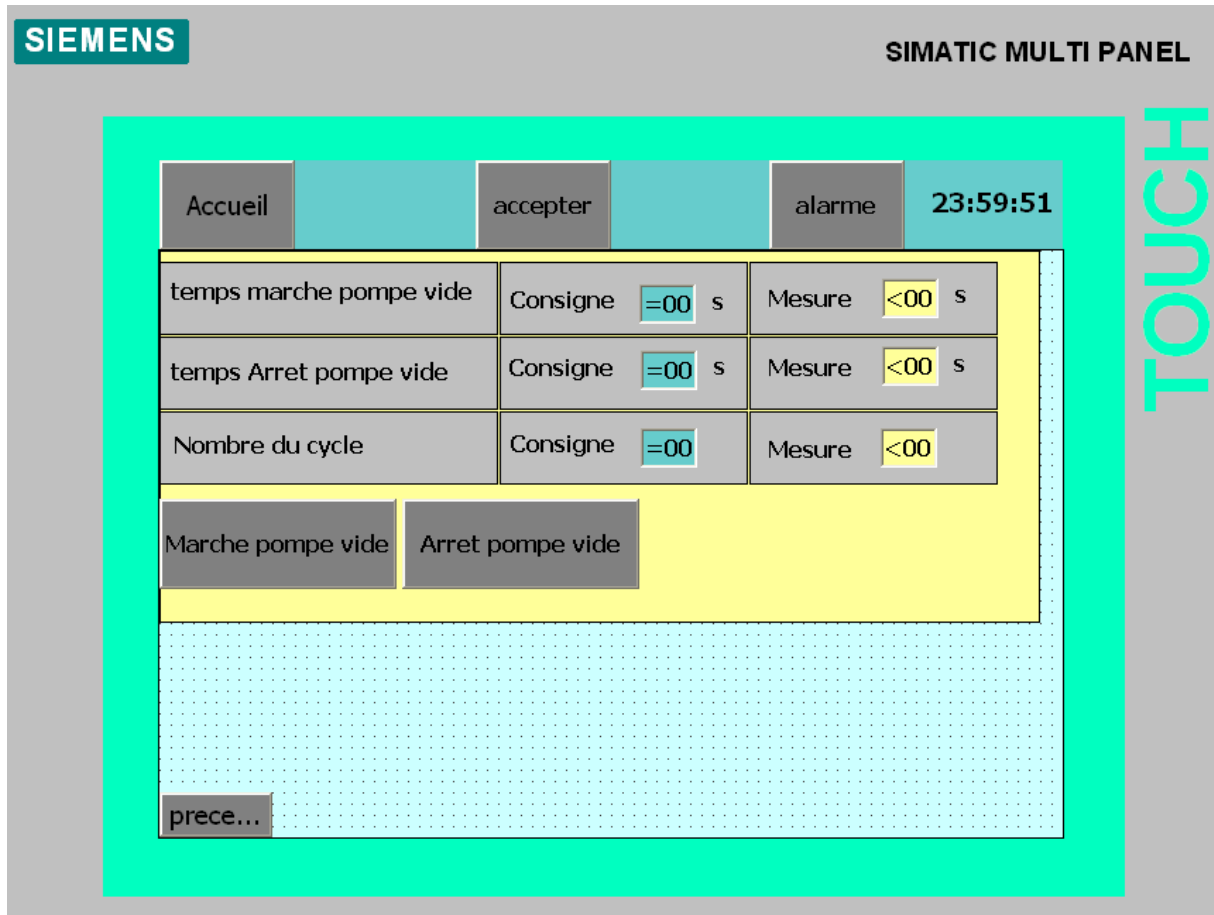 SIEMENS
SIMATIC MULTI PANEL
TOUCH
Accueil accepter alarme 23:59:51
temps marche pompe vide Consigne =00 s Mesure <00 s
temps Arret pompe vide Consigne =00 s Mesure <00 s
Nombre du cycle Consigne =00 Mesure <00
Marche pompe vide Arret pompe vide
prece...